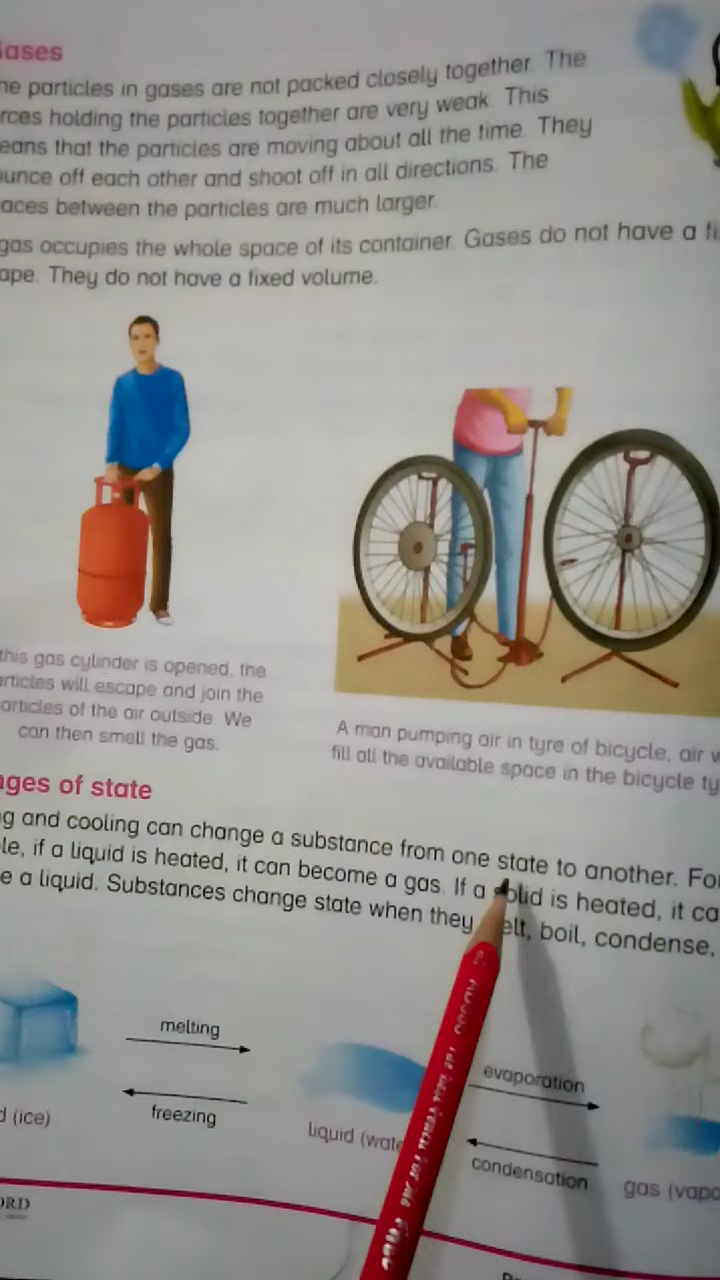 ases
he particles in gases are not packed closely together. The
rces holding the particles together are very weak. This
eans that the particles are moving about all the time. They
ounce off each other and shoot off in all directions. The
aces between the particles are much larger.
gas occupies the whole space of its container. Gases do not have a fi
ape. They do not have a fixed volume.
this gas cylinder is opened, the
articles will escape and join the
articles of the air outside. We
can then smell the gas.
A man pumping air in tyre of bicycle, air w
fill all the available space in the bicycle ty
nges of state
g and cooling can change a substance from one state to another. For
le, if a liquid is heated, it can become a gas. If a solid is heated, it ca
e a liquid. Substances change state when they elt, boil, condense,
melting
freezing
evaporation
condensation
d (ice)
liquid (wate
gas (vapo
ORD